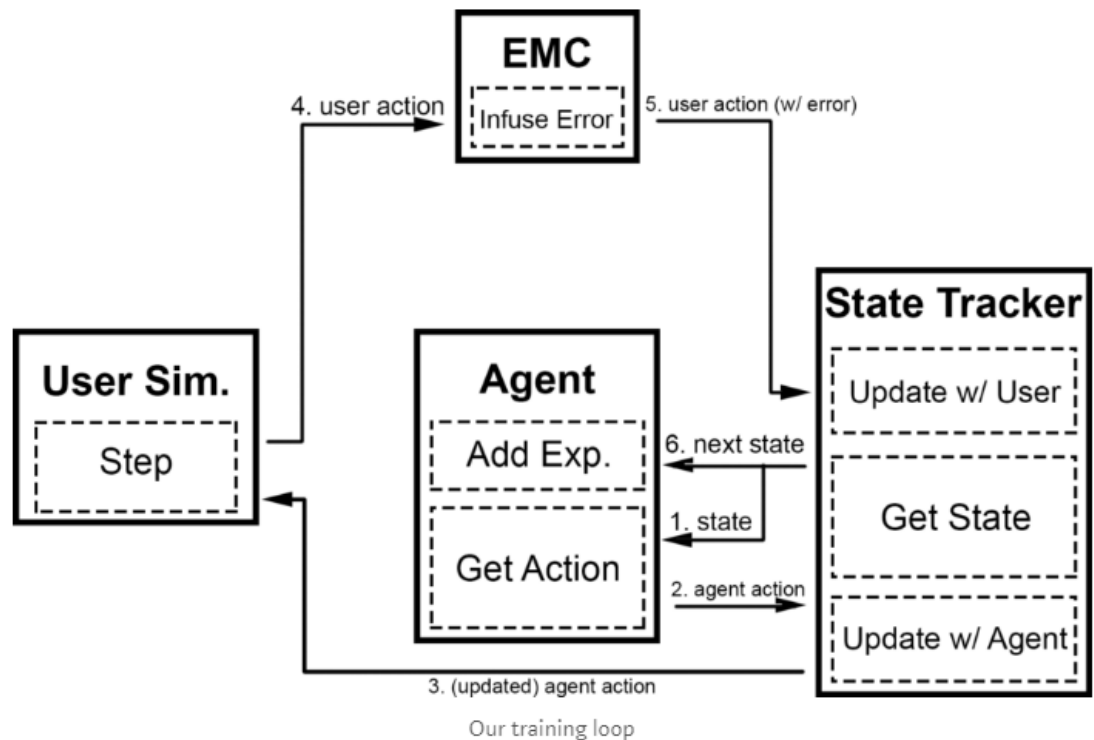 EMC
Infuse Error
4. user action
5. user action (w/ error)
User Sim.
Step
Agent
Add Exp.
Get Action
State Tracker
Update w/ User
Get State
Update w/ Agent
6. next state
1. state
2. agent action
3. (updated) agent action
Our training loop